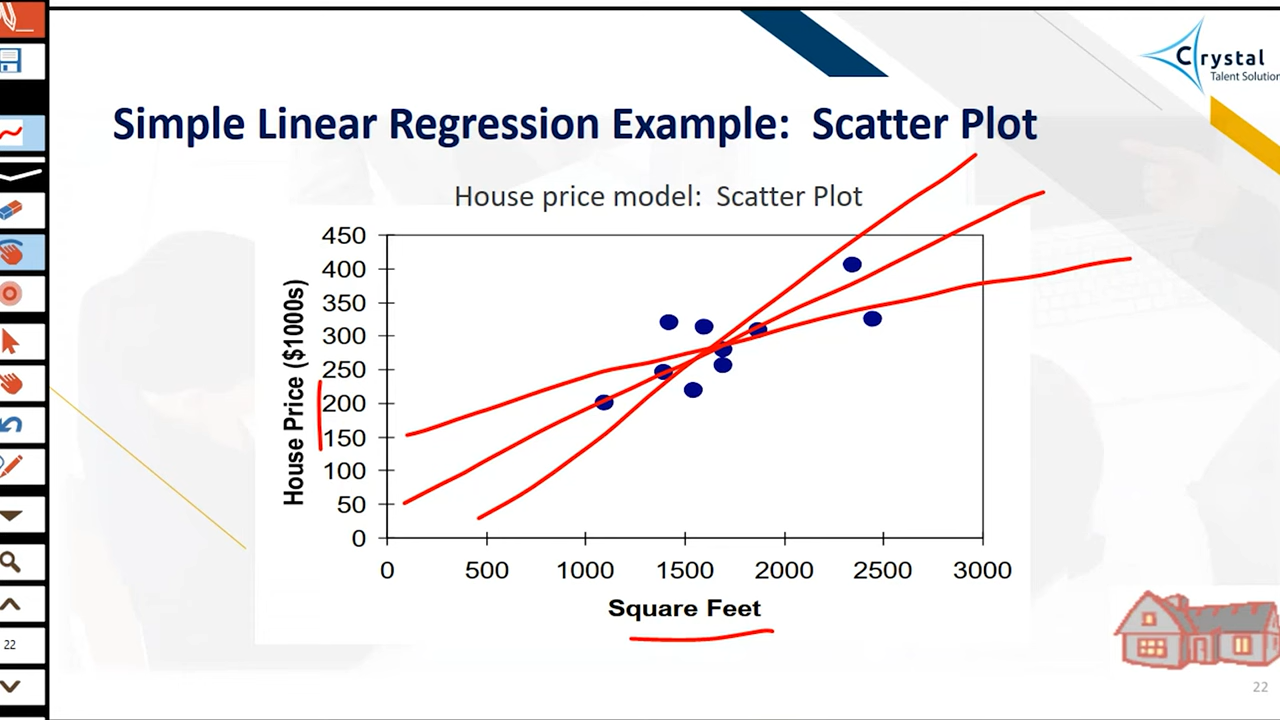 Crystal
Talent Solution
Simple Linear Regression Example: Scatter Plot
House price model: Scatter Plot
House Price ($1000s)
450
400
350
300
250
200
150
100
50
0
0 500 1000 1500 2000 2500 3000
Square Feet
22
22